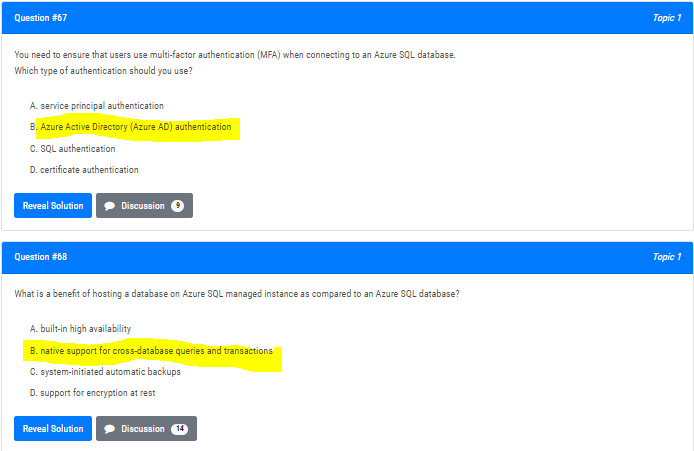 Question #67 Topic 1
You need to ensure that users use multi-factor authentication (MFA) when connecting to an Azure SQL database.
Which type of authentication should you use?
A. service principal authentication
B. Azure Active Directory (Azure AD) authentication
C. SQL authentication
D. certificate authentication
Reveal Solution Discussion 9
Question #68 Topic 1
What is a benefit of hosting a database on Azure SQL managed instance as compared to an Azure SQL database?
A. built-in high availability
B. native support for cross-database queries and transactions
C. system-initiated automatic backups
D. support for encryption at rest
Reveal Solution Discussion 14